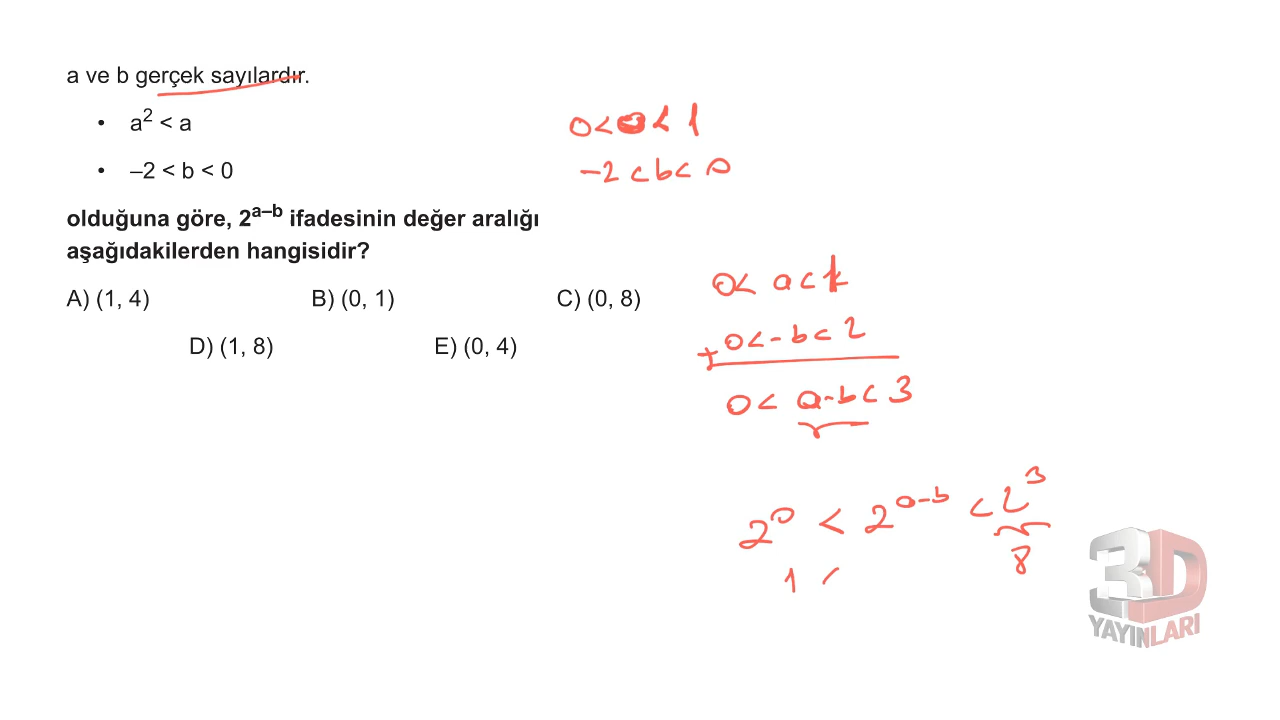 a ve b gerçek sayılardır.
• a² < a
• –2 < b < 0
olduğuna göre, 2ᵃ⁻ᵇ ifadesinin değer aralığı
aşağıdakilerden hangisidir?
A) (1, 4) B) (0, 1) C) (0, 8)
D) (1, 8) E) (0, 4)
0 < a < 1
-2 < b < 0
0 < a < 1
+ 0 < -b < 2
0 < a-b < 3
2⁰ < 2ᵃ⁻ᵇ < 2³
1 < 8
3D
YAYINLARI